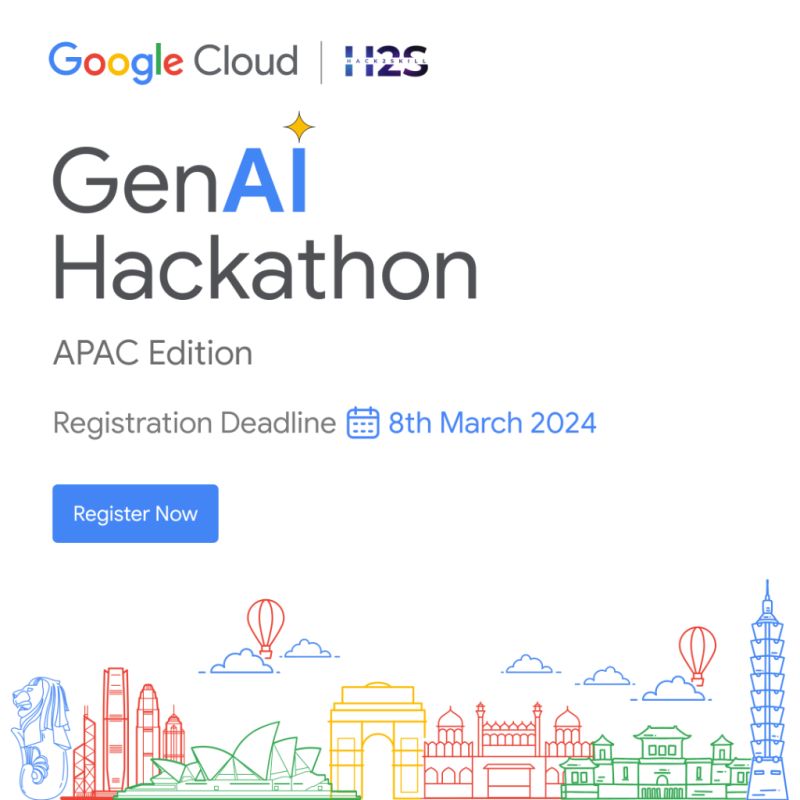 Google Cloud | H2S
HACK2SKILL
GenAI
Hackathon
APAC Edition
Registration Deadline 8th March 2024
Register Now